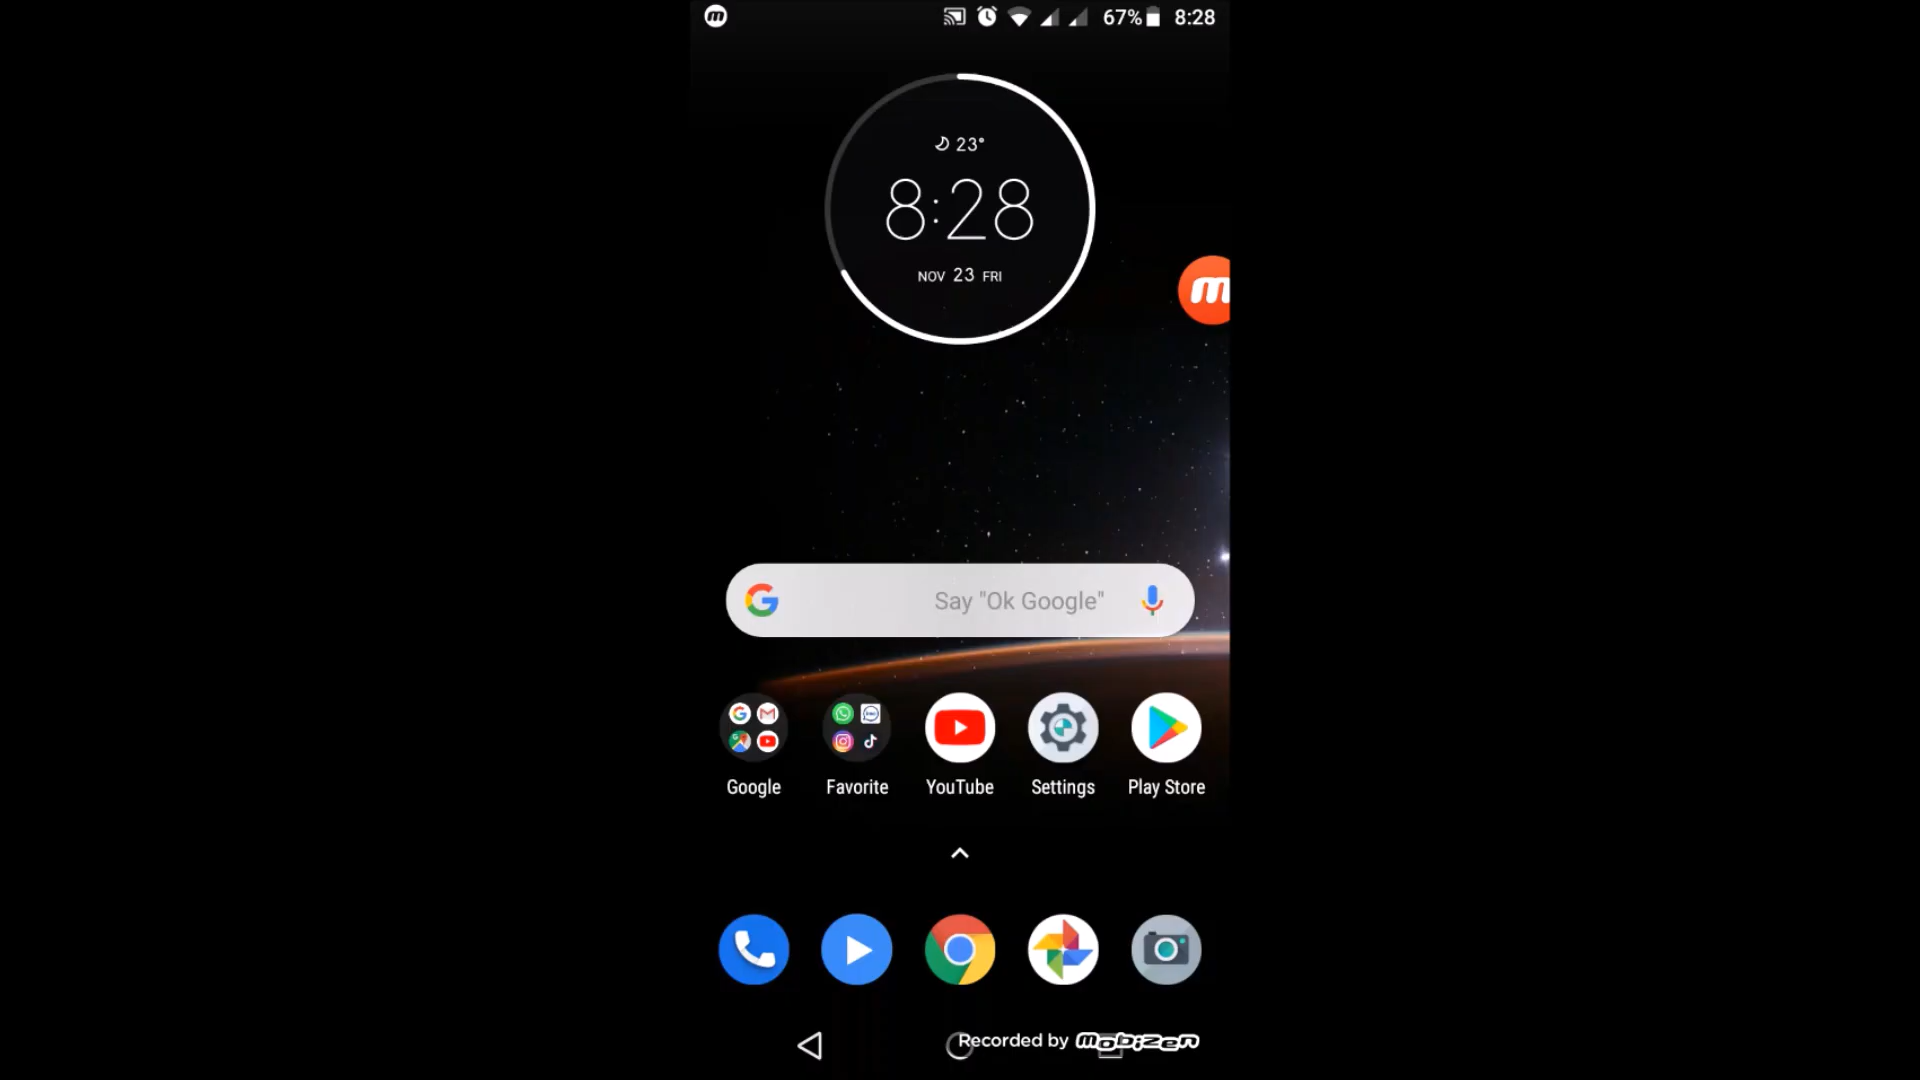 67% 8:28
23°
8:28
NOV 23 FRI
Say "Ok Google"
Google Favorite YouTube Settings Play Store
Recorded by mobizen